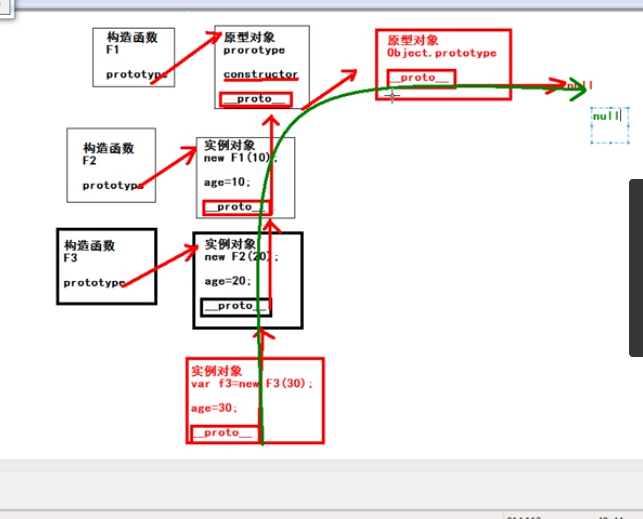 构造函数
F1
prototype
原型对象
prorotype
constructor
__proto__
原型对象
Object.prototype
__proto__
null
null
构造函数
F2
prototype
实例对象
new F1(10);
age=10;
__proto__
构造函数
F3
prototype
实例对象
new F2(20);
age=20;
__proto__
实例对象
var f3=new F3(30);
age=30;
__proto__